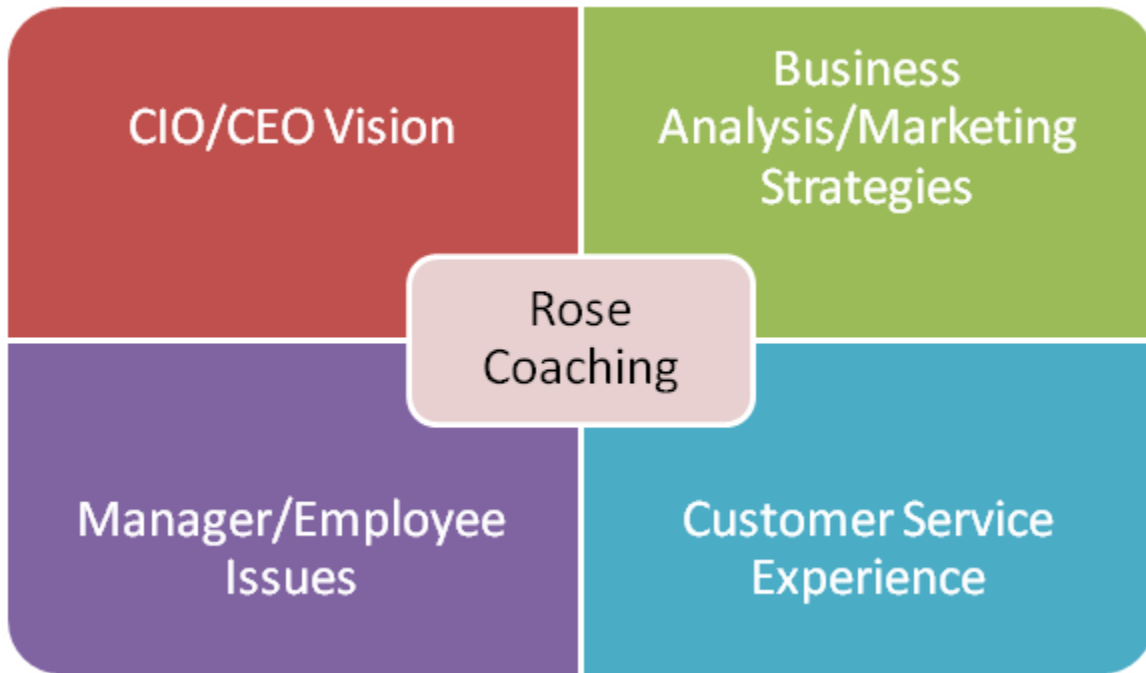 CIO/CEO Vision
Business
Analysis/Marketing
Strategies
Rose
Coaching
Manager/Employee
Issues
Customer Service
Experience